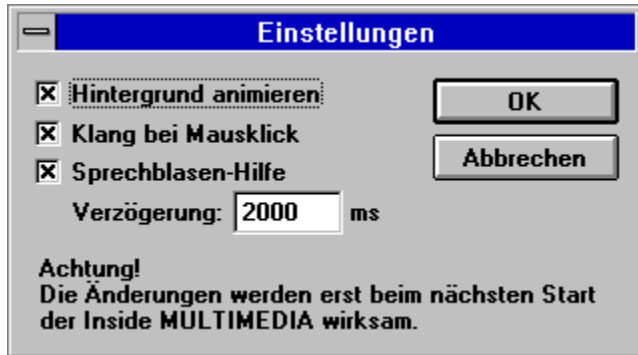 Einstellungen
Hintergrund animieren
OK
Klang bei Mausklick
Abbrechen
Sprechblasen-Hilfe
Verzögerung: 2000 ms
Achtung!
Die Änderungen werden erst beim nächsten Start
der Inside MULTIMEDIA wirksam.